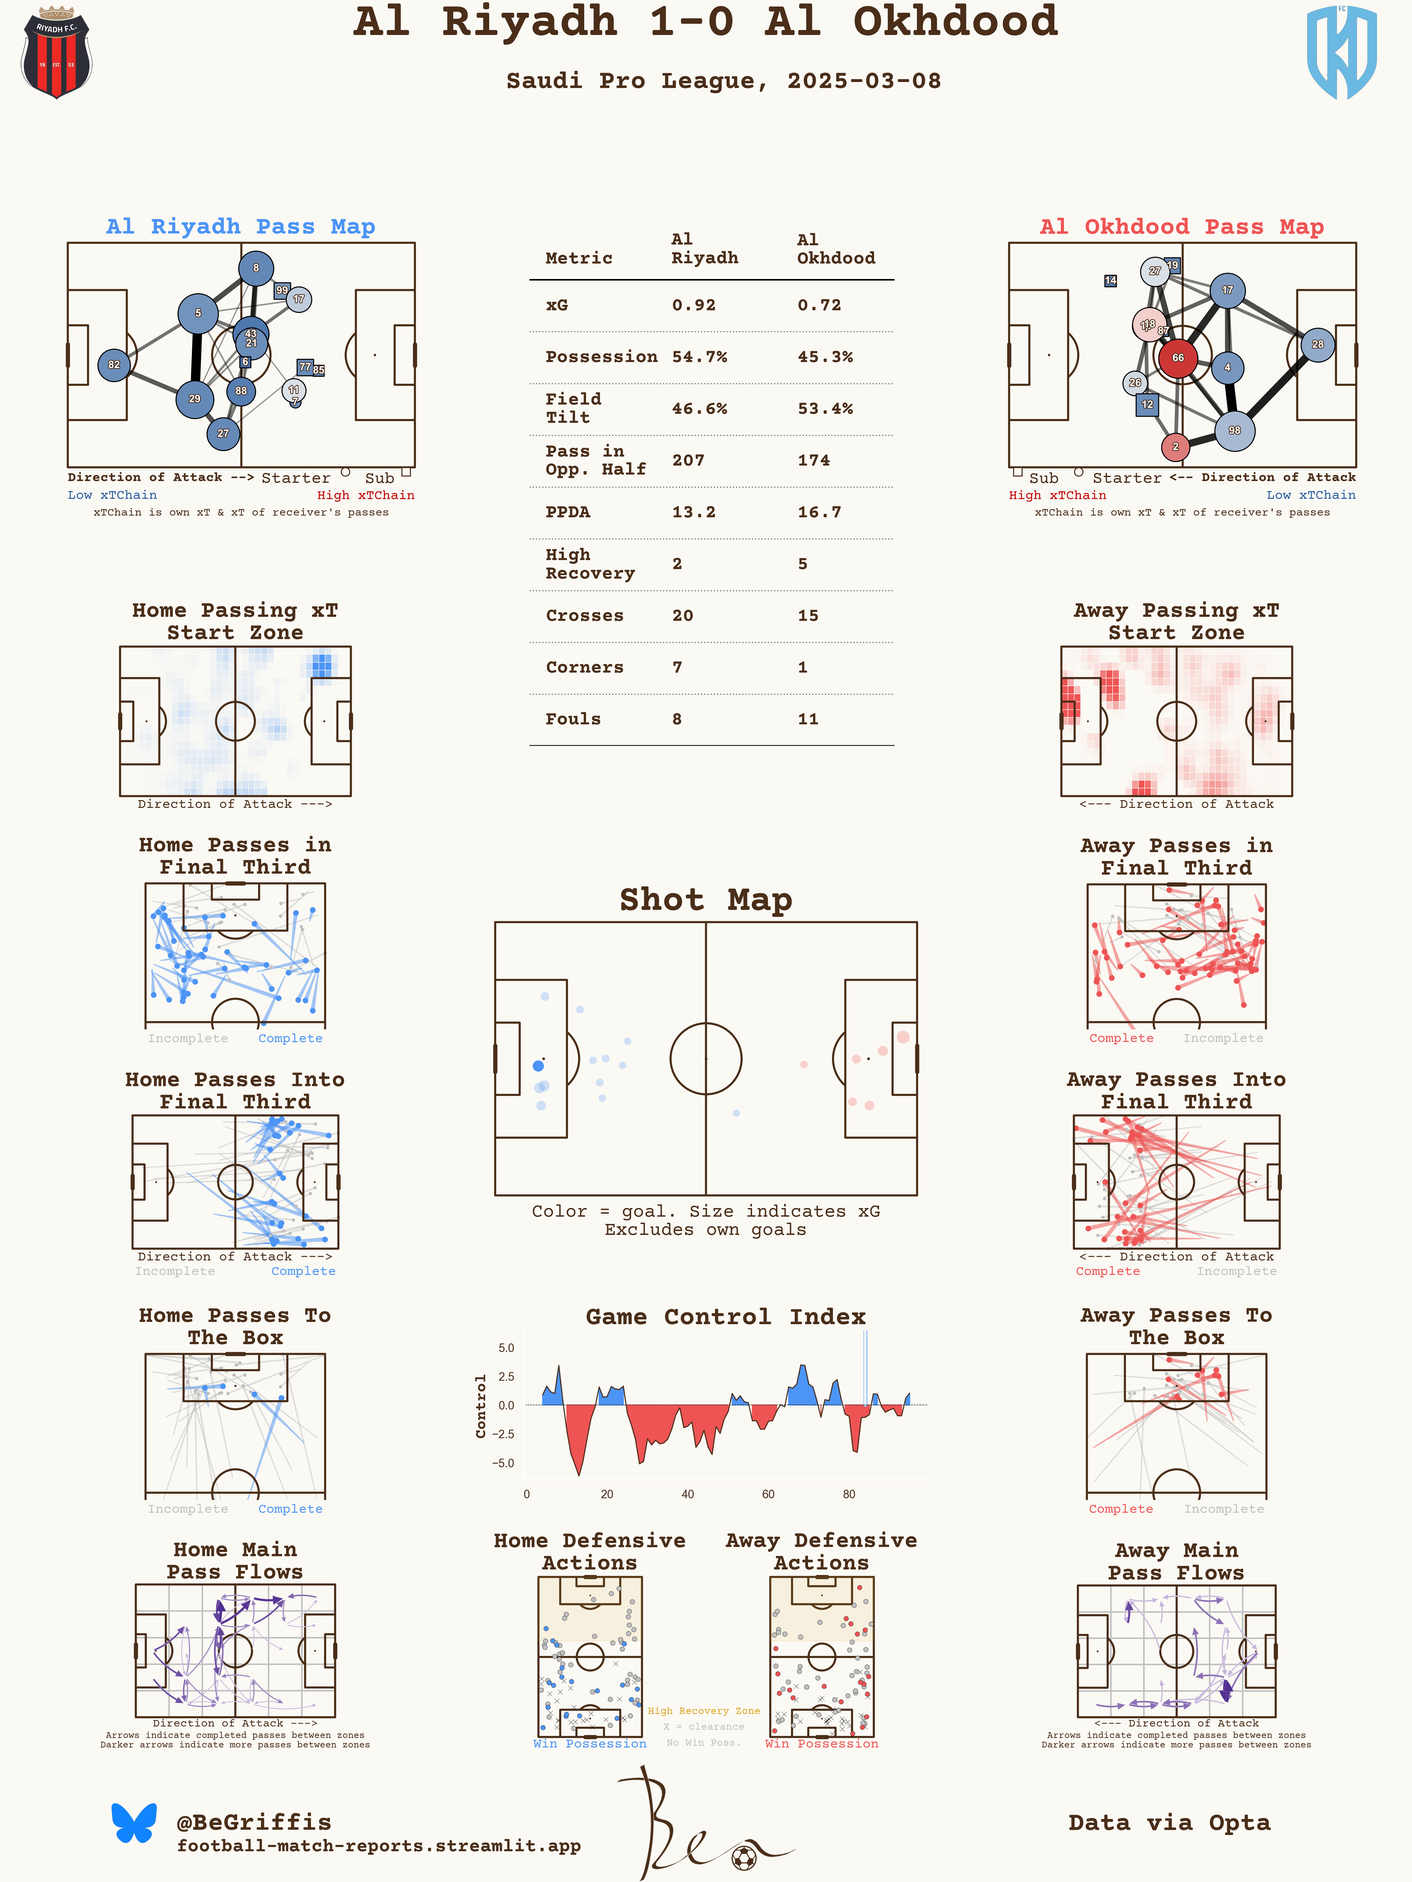 Al Riyadh 1-0 Al Okhdood
Saudi Pro League, 2025-03-08
RIYADH F.C.
19 EST. 53
FC
Al Riyadh Pass Map
8
99
17
5
43
21
82
6
77
85
88
11
7
29
27
Direction of Attack --> Starter Sub
Low xTChain High xTChain
xTChain is own xT & xT of receiver's passes
Metric Al Riyadh Al Okhdood
xG 0.92 0.72
Possession 54.7% 45.3%
Field Tilt 46.6% 53.4%
Pass in Opp. Half 207 174
PPDA 13.2 16.7
High Recovery 2 5
Crosses 20 15
Corners 7 1
Fouls 8 11
Al Okhdood Pass Map
27
19
14
17
18
87
28
66
4
26
12
98
2
Sub Starter <-- Direction of Attack
High xTChain Low xTChain
xTChain is own xT & xT of receiver's passes
Home Passing xT
Start Zone
Direction of Attack --->
Away Passing xT
Start Zone
<--- Direction of Attack
Home Passes in
Final Third
Incomplete Complete
Away Passes in
Final Third
Complete Incomplete
Shot Map
Color = goal. Size indicates xG
Excludes own goals
Home Passes Into
Final Third
Direction of Attack --->
Incomplete Complete
Away Passes Into
Final Third
<--- Direction of Attack
Complete Incomplete
Home Passes To
The Box
Incomplete Complete
Game Control Index
Control
5.0
2.5
0.0
−2.5
−5.0
0 20 40 60 80
Away Passes To
The Box
Complete Incomplete
Home Main
Pass Flows
Direction of Attack --->
Arrows indicate completed passes between zones
Darker arrows indicate more passes between zones
Home Defensive
Actions
Win Possession
Away Defensive
Actions
Win Possession
High Recovery Zone
X = clearance
No Win Poss.
Away Main
Pass Flows
<--- Direction of Attack
Arrows indicate completed passes between zones
Darker arrows indicate more passes between zones
@BeGriffis
football-match-reports.streamlit.app
Ben
Data via Opta